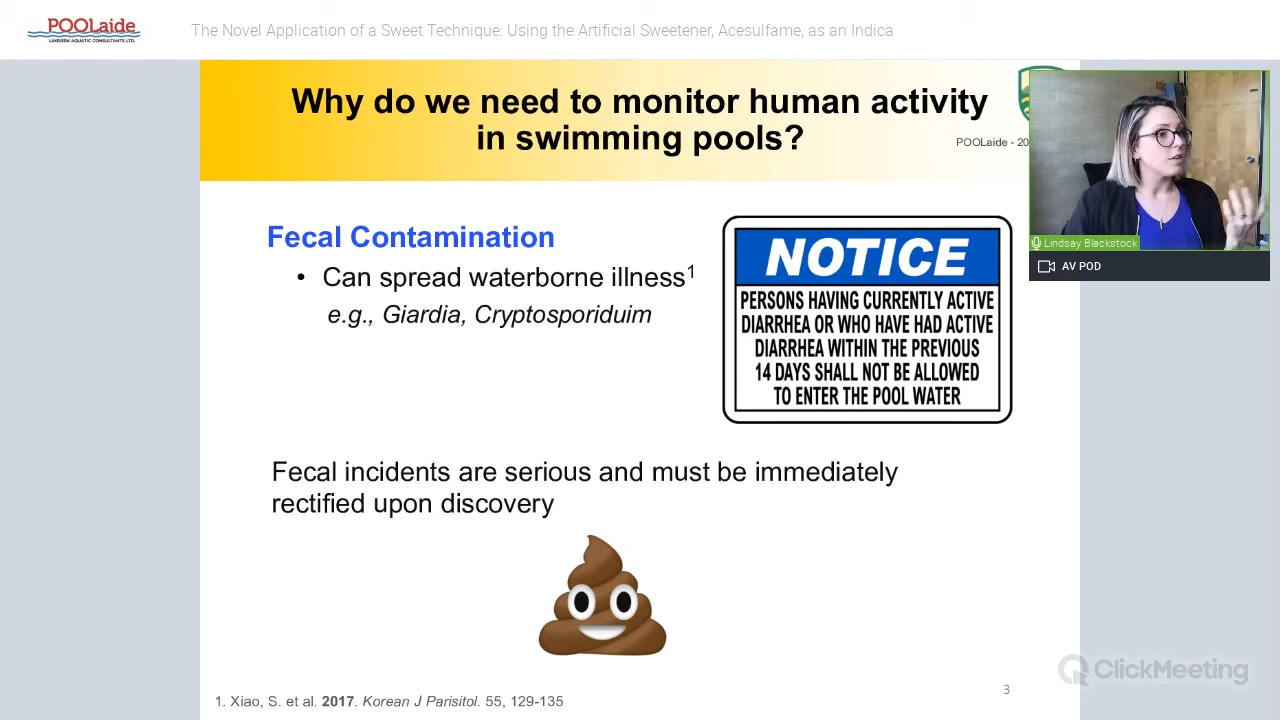 POOLaide
LAKEVIEW AQUATIC CONSULTANTS LTD.
The Novel Application of a Sweet Technique: Using the Artificial Sweetener, Acesulfame, as an Indica
Why do we need to monitor human activity
in swimming pools?
POOLaide - 20
Lindsay Blackstock
AV POD
Fecal Contamination
• Can spread waterborne illness1
e.g., Giardia, Cryptosporiduim
NOTICE
PERSONS HAVING CURRENTLY ACTIVE
DIARRHEA OR WHO HAVE HAD ACTIVE
DIARRHEA WITHIN THE PREVIOUS
14 DAYS SHALL NOT BE ALLOWED
TO ENTER THE POOL WATER
Fecal incidents are serious and must be immediately
rectified upon discovery
ClickMeeting
3
1. Xiao, S. et al. 2017. Korean J Parisitol. 55, 129-135